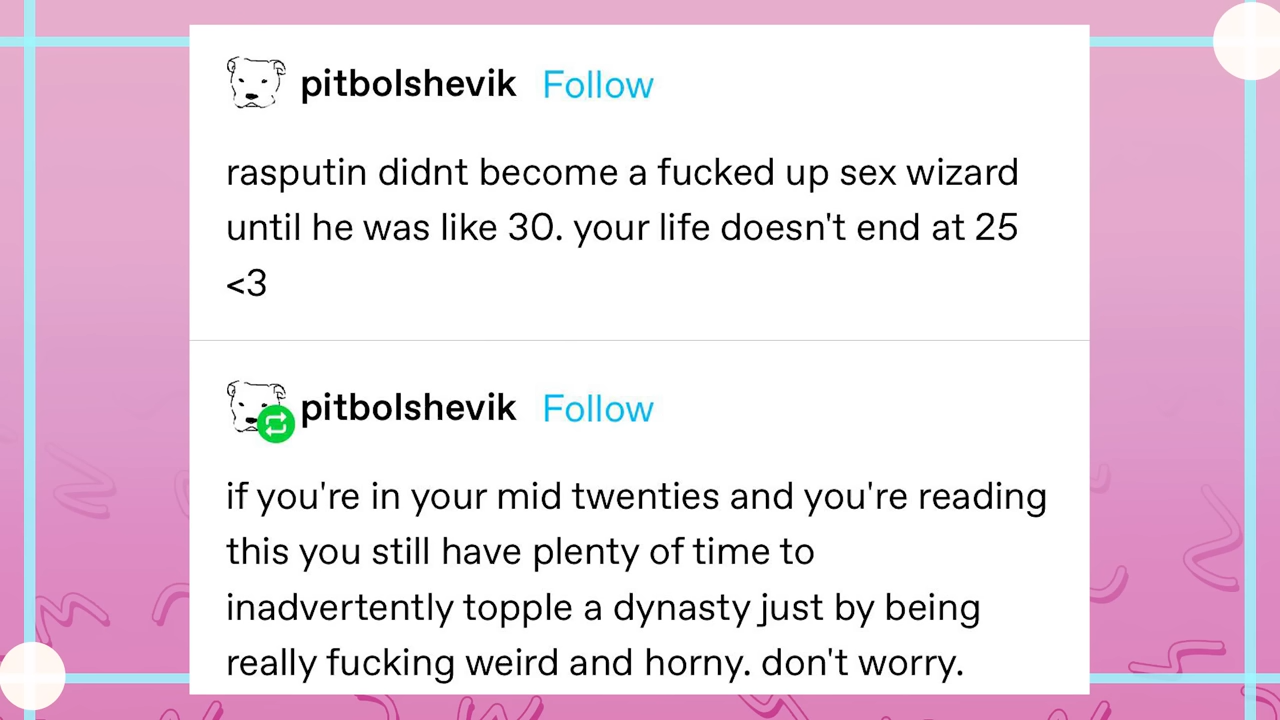 pitbolshevik Follow
rasputin didnt become a fucked up sex wizard
until he was like 30. your life doesn't end at 25
<3
pitbolshevik Follow
if you're in your mid twenties and you're reading
this you still have plenty of time to
inadvertently topple a dynasty just by being
really fucking weird and horny. don't worry.